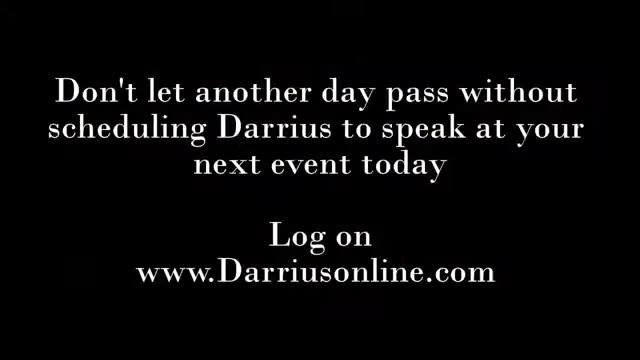 Don't let another day pass without
scheduling Darrius to speak at your
next event today
Log on
www.Darriusonline.com